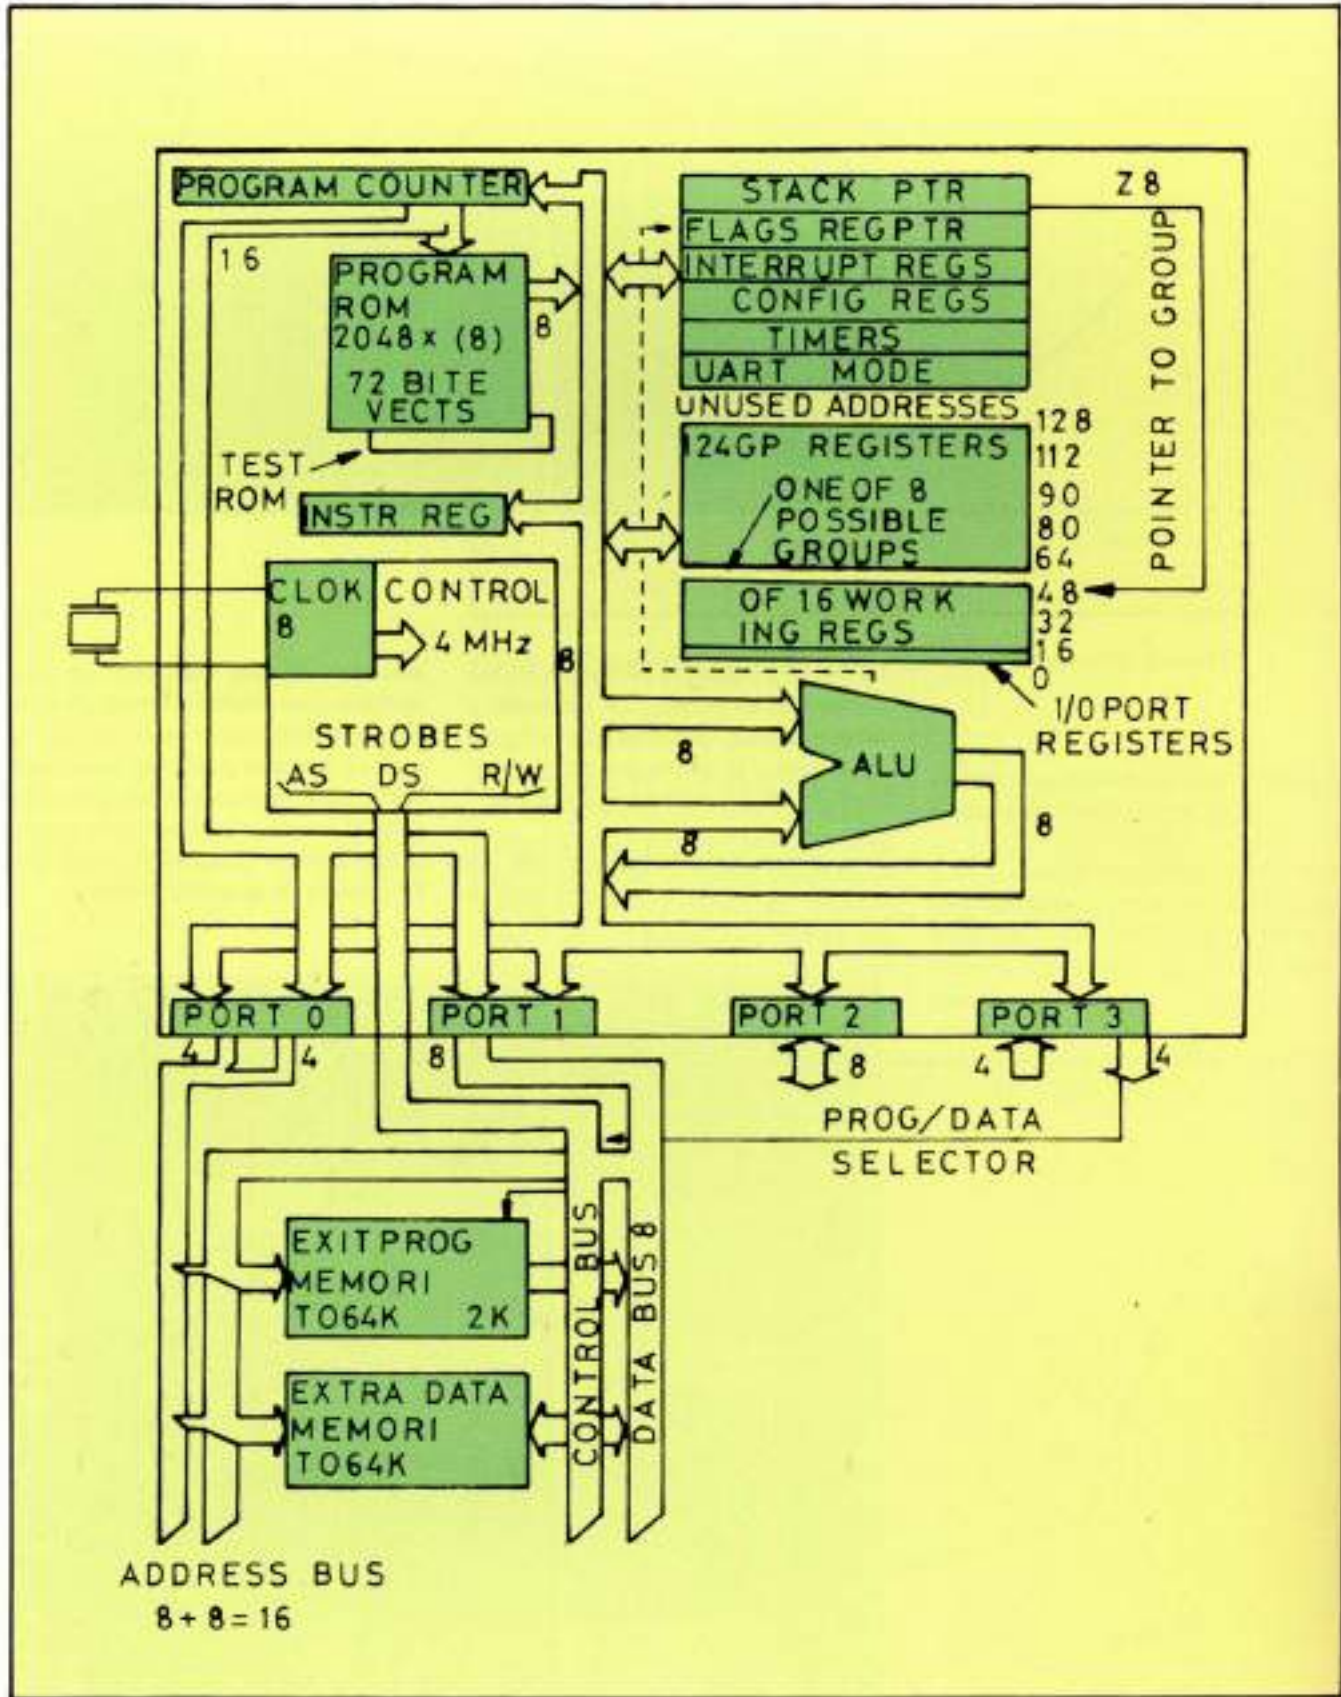 PROGRAM COUNTER
16
PROGRAM
ROM
2048 x (8)
72 BITE
VECTS
8
TEST
ROM
INSTR REG
CLOK
8
CONTROL
4 MHz
8
STROBES
AS DS R/W
STACK PTR
FLAGS REGPTR
INTERRUPT REGS
CONFIG REGS
TIMERS
UART MODE
UNUSED ADDRESSES
124GP REGISTERS
ONE OF 8
POSSIBLE
GROUPS
OF 16 WORK
ING REGS
128
112
90
80
64
48
32
16
0
Z8
POINTER TO GROUP
I/O PORT
REGISTERS
8
ALU
8
8
PORT 0
PORT 1
PORT 2
PORT 3
4
4
8
8
4
4
PROG/DATA
SELECTOR
EXIT PROG
MEMORI
TO64K 2K
EXTRA DATA
MEMORI
TO64K
CONTROL BUS
DATA BUS 8
ADDRESS BUS
8+8=16